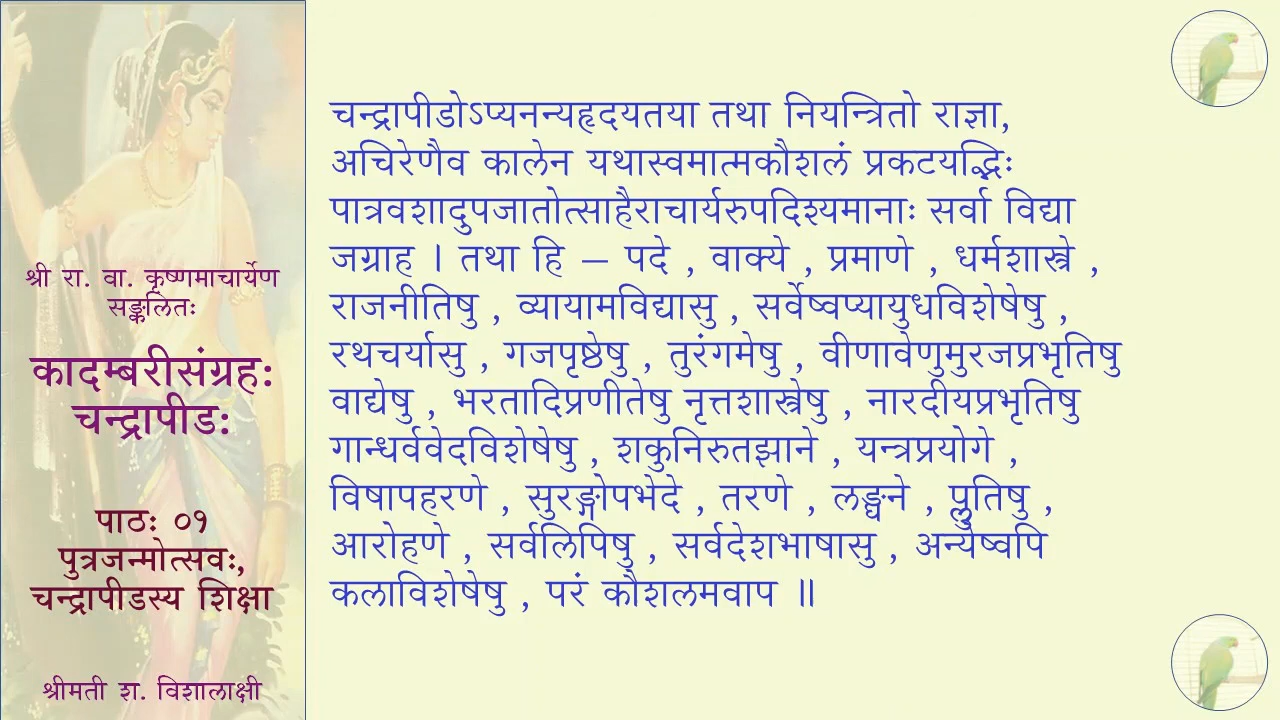 श्री रा. वा. कृष्णमाचार्येण
सङ्कलितः
कादम्बरीसंग्रहः
चन्द्रापीडः
पाठः ०१
पुत्रजन्मोत्सवः,
चन्द्रापीडस्य शिक्षा
श्रीमती श. विशालाक्षी
चन्द्रापीडोऽप्यनन्यहृदयतया तथा नियन्त्रितो राज्ञा,
अचिरेणैव कालेन यथास्वमात्मकौशलं प्रकटयद्भिः
पात्रवशादुपजातोत्साहैराचार्यरुपदिश्यमानाः सर्वा विद्या
जग्राह । तथा हि – पदे , वाक्ये , प्रमाणे , धर्मशास्त्रे ,
राजनीतिषु , व्यायामविद्यासु , सर्वेष्वप्यायुधविशेषेषु ,
रथचर्यासु , गजपृष्ठेषु , तुरंगमेषु , वीणावेणुमुरजप्रभृतिषु
वाद्येषु , भरतादिप्रणीतेषु नृत्तशास्त्रेषु , नारदीयप्रभृतिषु
गान्धर्ववेदविशेषेषु , शकुनिरुतझाने , यन्त्रप्रयोगे ,
विषापहरणे , सुरङ्गोपभेदे , तरणे , लङ्घने , प्लुतिषु ,
आरोहणे , सर्वलिपिषु , सर्वदेशभाषासु , अन्येष्वपि
कलाविशेषेषु , परं कौशलमवाप ॥